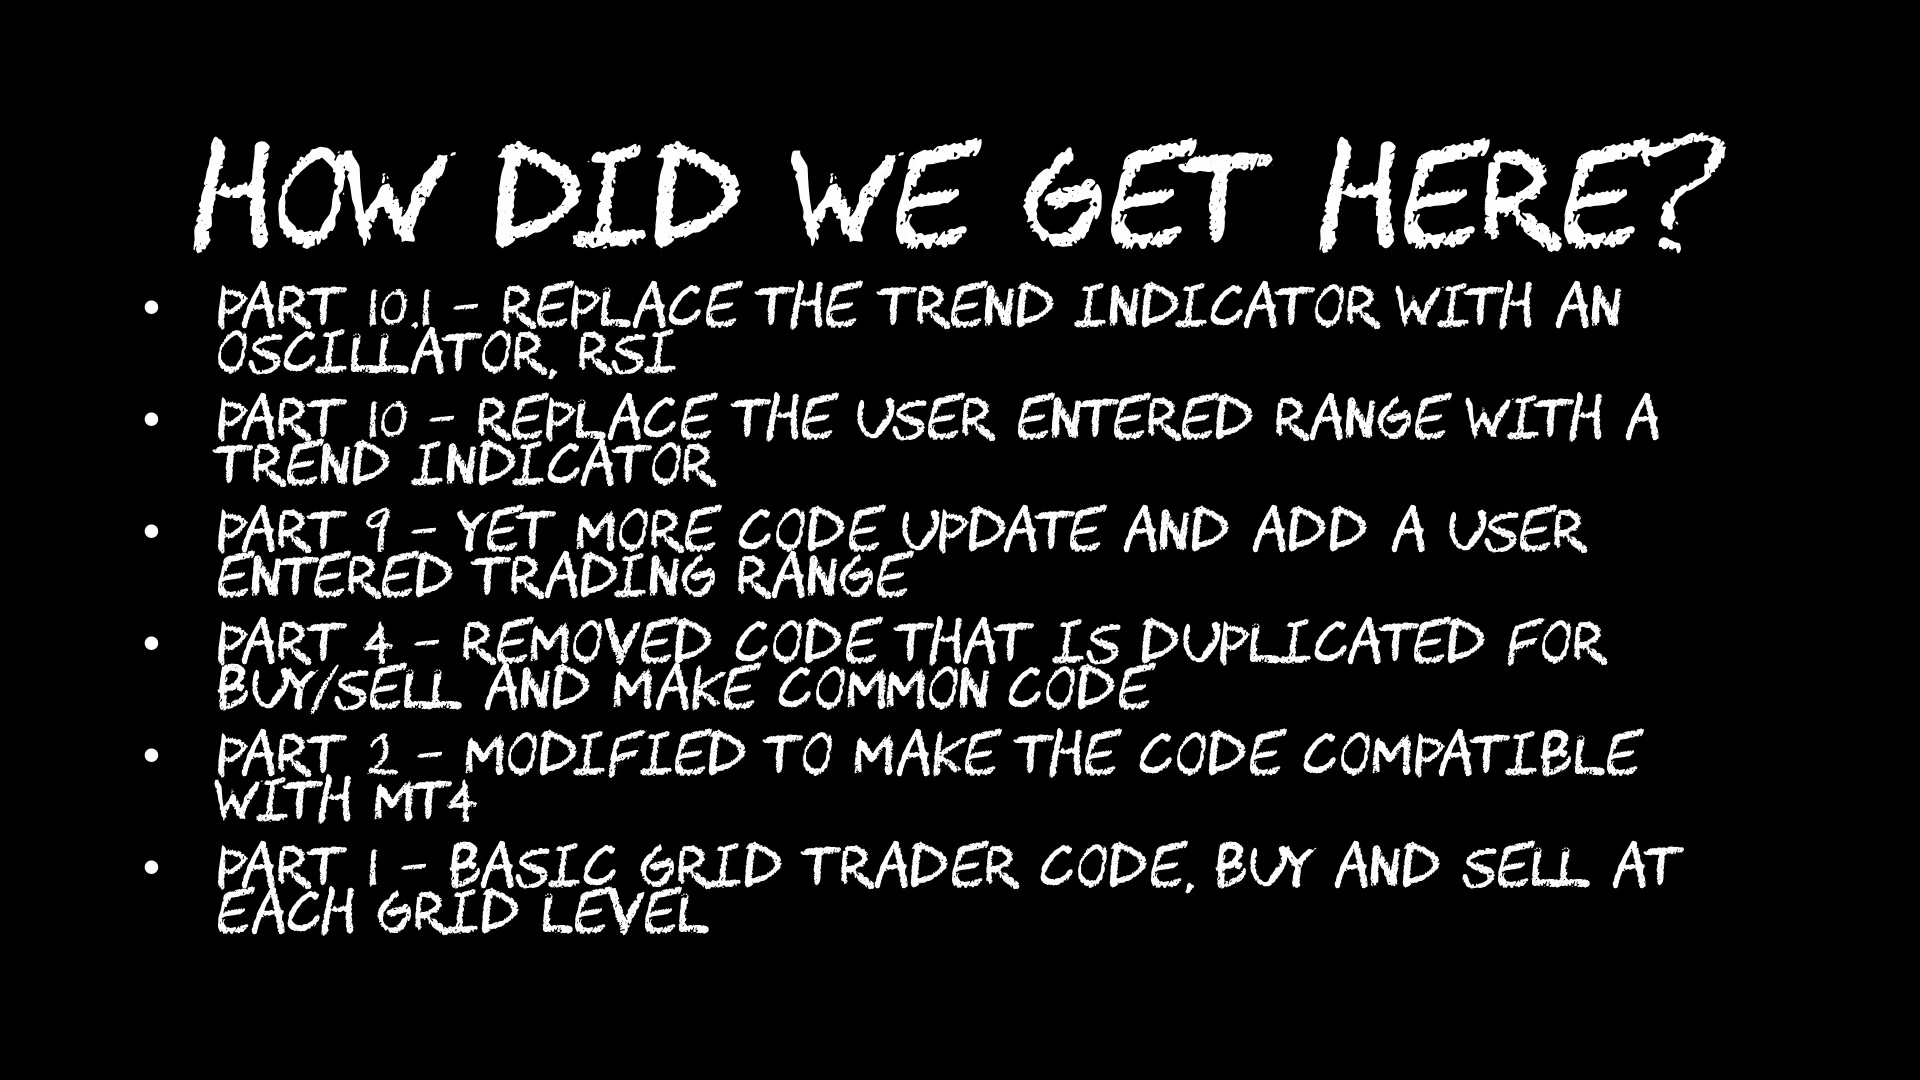 HOW DID WE GET HERE?
• PART 10.1 - REPLACE THE TREND INDICATOR WITH AN
OSCILLATOR, RSI
• PART 10 - REPLACE THE USER ENTERED RANGE WITH A
TREND INDICATOR
• PART 9 - YET MORE CODE UPDATE AND ADD A USER
ENTERED TRADING RANGE
• PART 4 - REMOVED CODE THAT IS DUPLICATED FOR
BUY/SELL AND MAKE COMMON CODE
• PART 2 - MODIFIED TO MAKE THE CODE COMPATIBLE
WITH MT4
• PART 1 - BASIC GRID TRADER CODE, BUY AND SELL AT
EACH GRID LEVEL